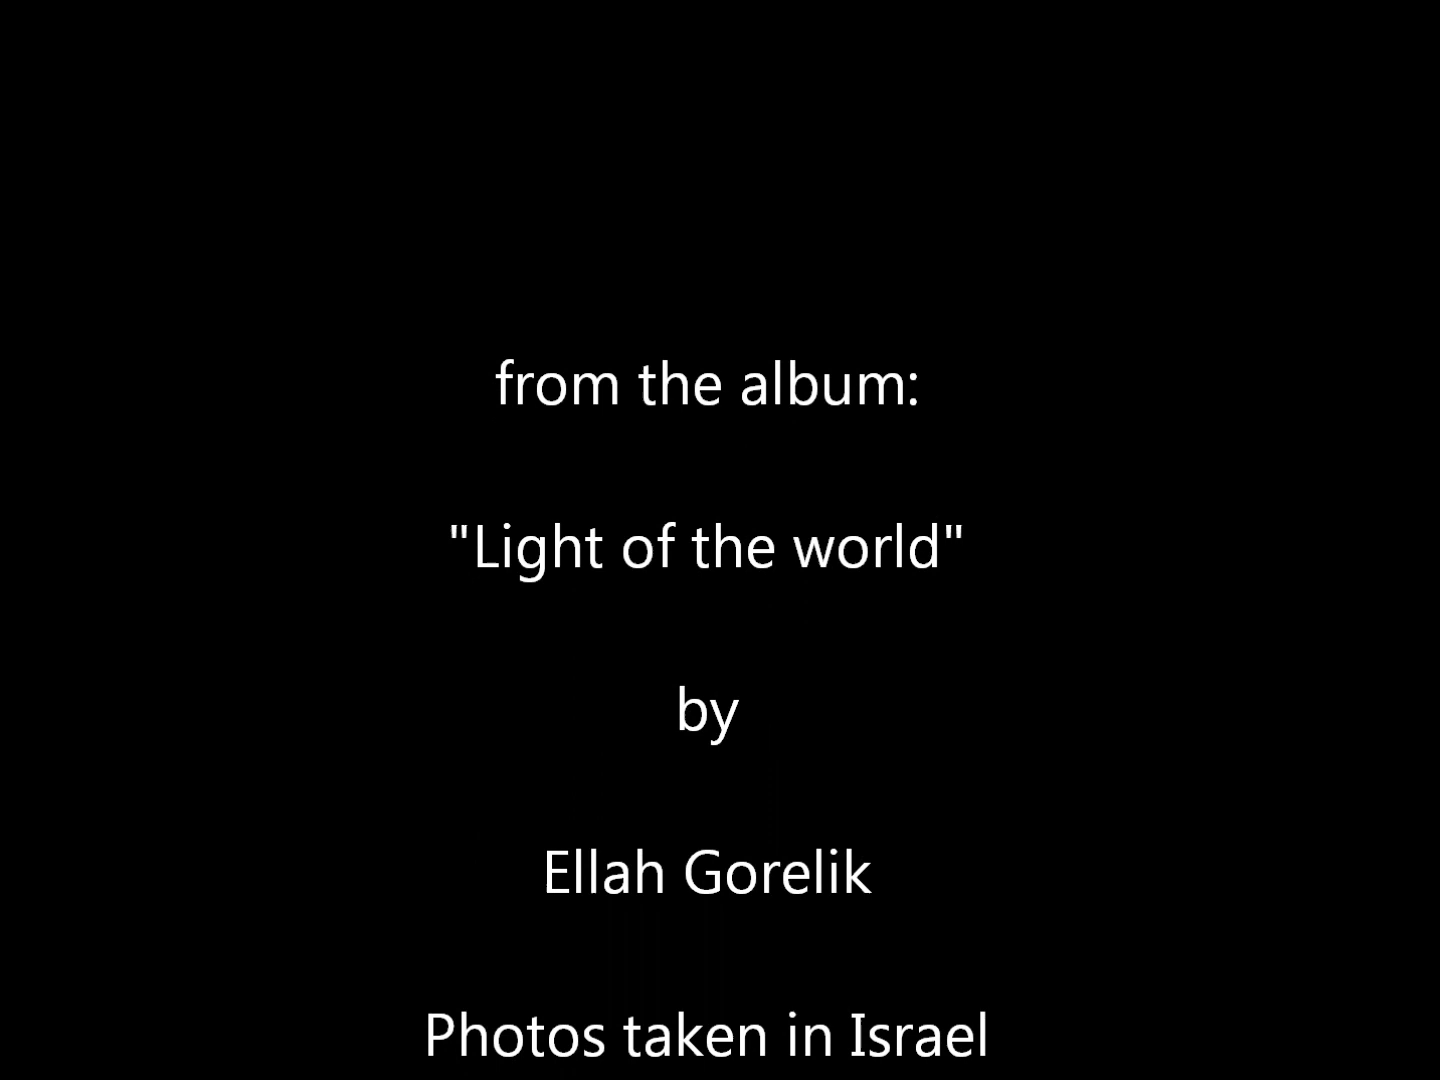 from the album:
"Light of the world"
by
Ellah Gorelik
Photos taken in Israel